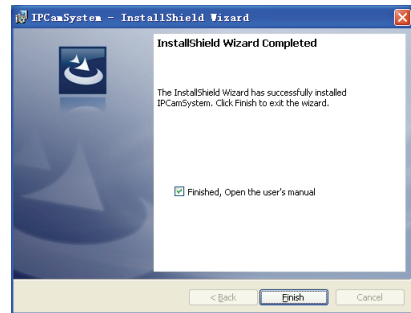 IPCamSystem - InstallShield Wizard
InstallShield Wizard Completed
The InstallShield Wizard has successfully installed
IPCamSystem. Click Finish to exit the wizard.
Finished, Open the user's manual
< Back Finish Cancel